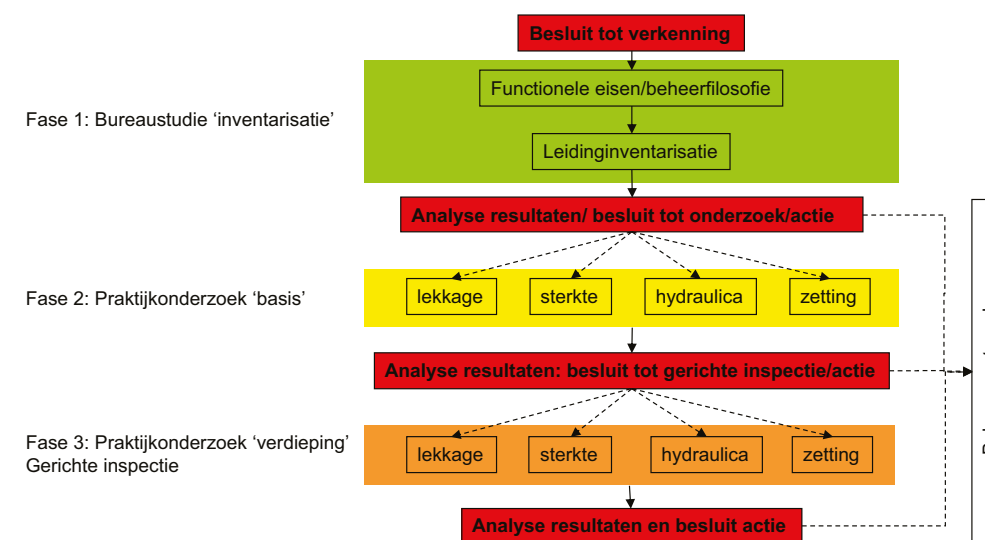 Besluit tot verkenning
Fase 1: Bureaustudie ‘inventarisatie’
Functionele eisen/beheerfilosofie
Leidinginventarisatie
Analyse resultaten/ besluit tot onderzoek/actie
Fase 2: Praktijkonderzoek ‘basis’
lekkage
sterkte
hydraulica
zetting
Analyse resultaten: besluit tot gerichte inspectie/actie
Fase 3: Praktijkonderzoek ‘verdieping’
Gerichte inspectie
lekkage
sterkte
hydraulica
zetting
Analyse resultaten en besluit actie